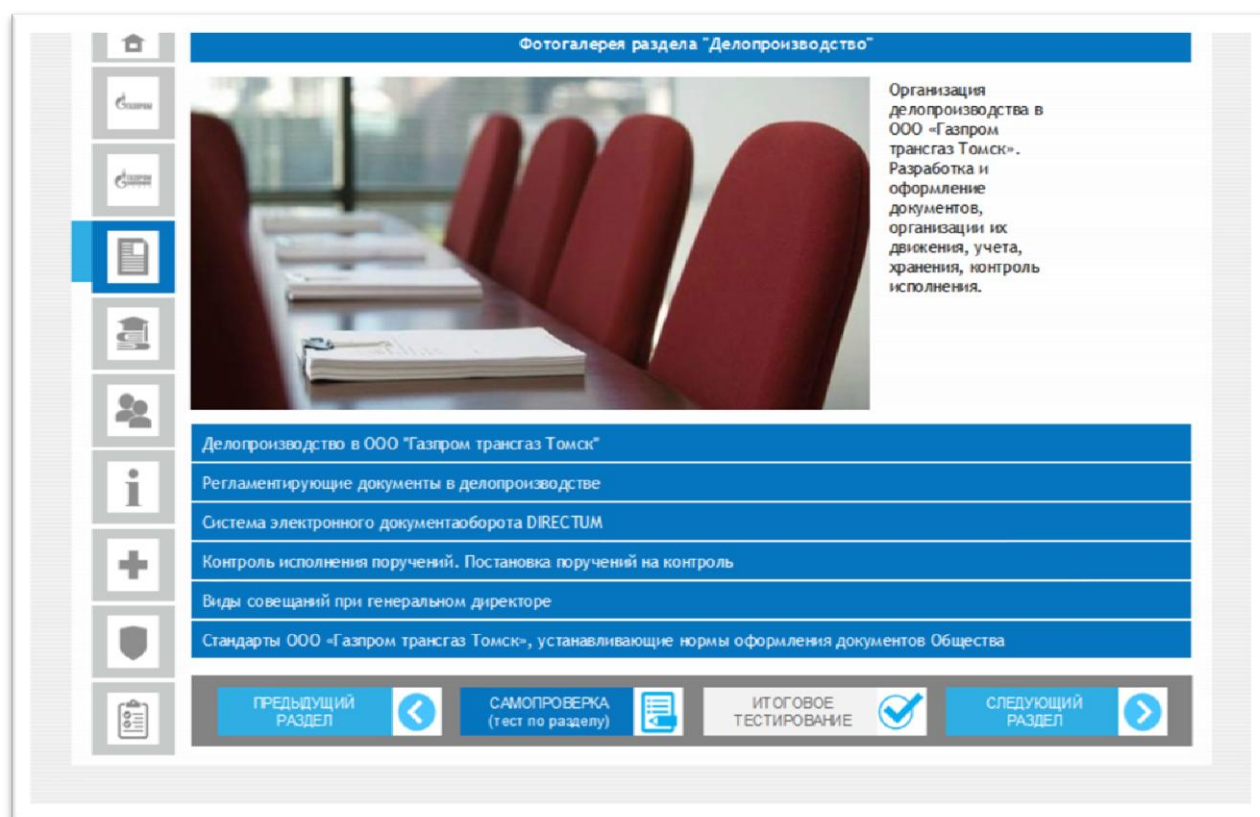 Фотогалерея раздела "Делопроизводство"
Организация
делопроизводства в
ООО «Газпром
трансгаз Томск».
Разработка и
оформление
документов,
организации их
движения, учета,
хранения, контроль
исполнения.
ГАЗПРОМ
ГАЗПРОМ
Делопроизводство в ООО "Газпром трансгаз Томск"
Регламентирующие документы в делопроизводстве
Система электронного документаоборота DIRECTUM
Контроль исполнения поручений. Постановка поручений на контроль
Виды совещаний при генеральном директоре
Стандарты ООО «Газпром трансгаз Томск», устанавливающие нормы оформления документов Общества
ПРЕДЫДУЩИЙ
РАЗДЕЛ
САМОПРОВЕРКА
(тест по разделу)
ИТОГОВОЕ
ТЕСТИРОВАНИЕ
СЛЕДУЮЩИЙ
РАЗДЕЛ